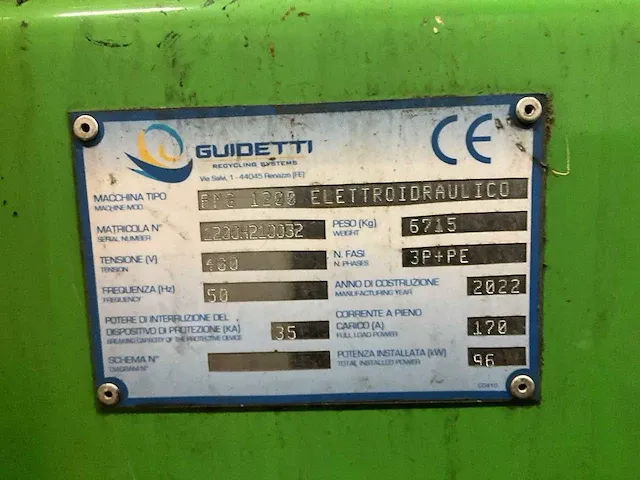 GUIDETTI
RECYCLING SYSTEMS
Via Salvi, 1 - 44045 Renazzo (FE)
CE
MACCHINA TIPO
MACHINE MOD.
1200 ELETTROIDRAULICO
MATRICOLA N°
SERIAL NUMBER
PESO (Kg)
WEIGHT
6715
TENSIONE (V)
TENSION
N. FASI
N. PHASES
3P+PE
FREQUENZA (Hz)
FREQUENCY
50
ANNO DI COSTRUZIONE
MANUFACTURING YEAR
2022
POTERE DI INTERRUZIONE DEL
DISPOSITIVO DI PROTEZIONE (KA)
BREAKING CAPACITY OF THE PROTECTIVE DEVICE
35
CORRENTE A PIENO
CARICO (A)
FULL LOAD POWER
170
SCHEMA N°
DIAGRAM N°
POTENZA INSTALLATA (kW)
TOTAL INSTALLED POWER
96